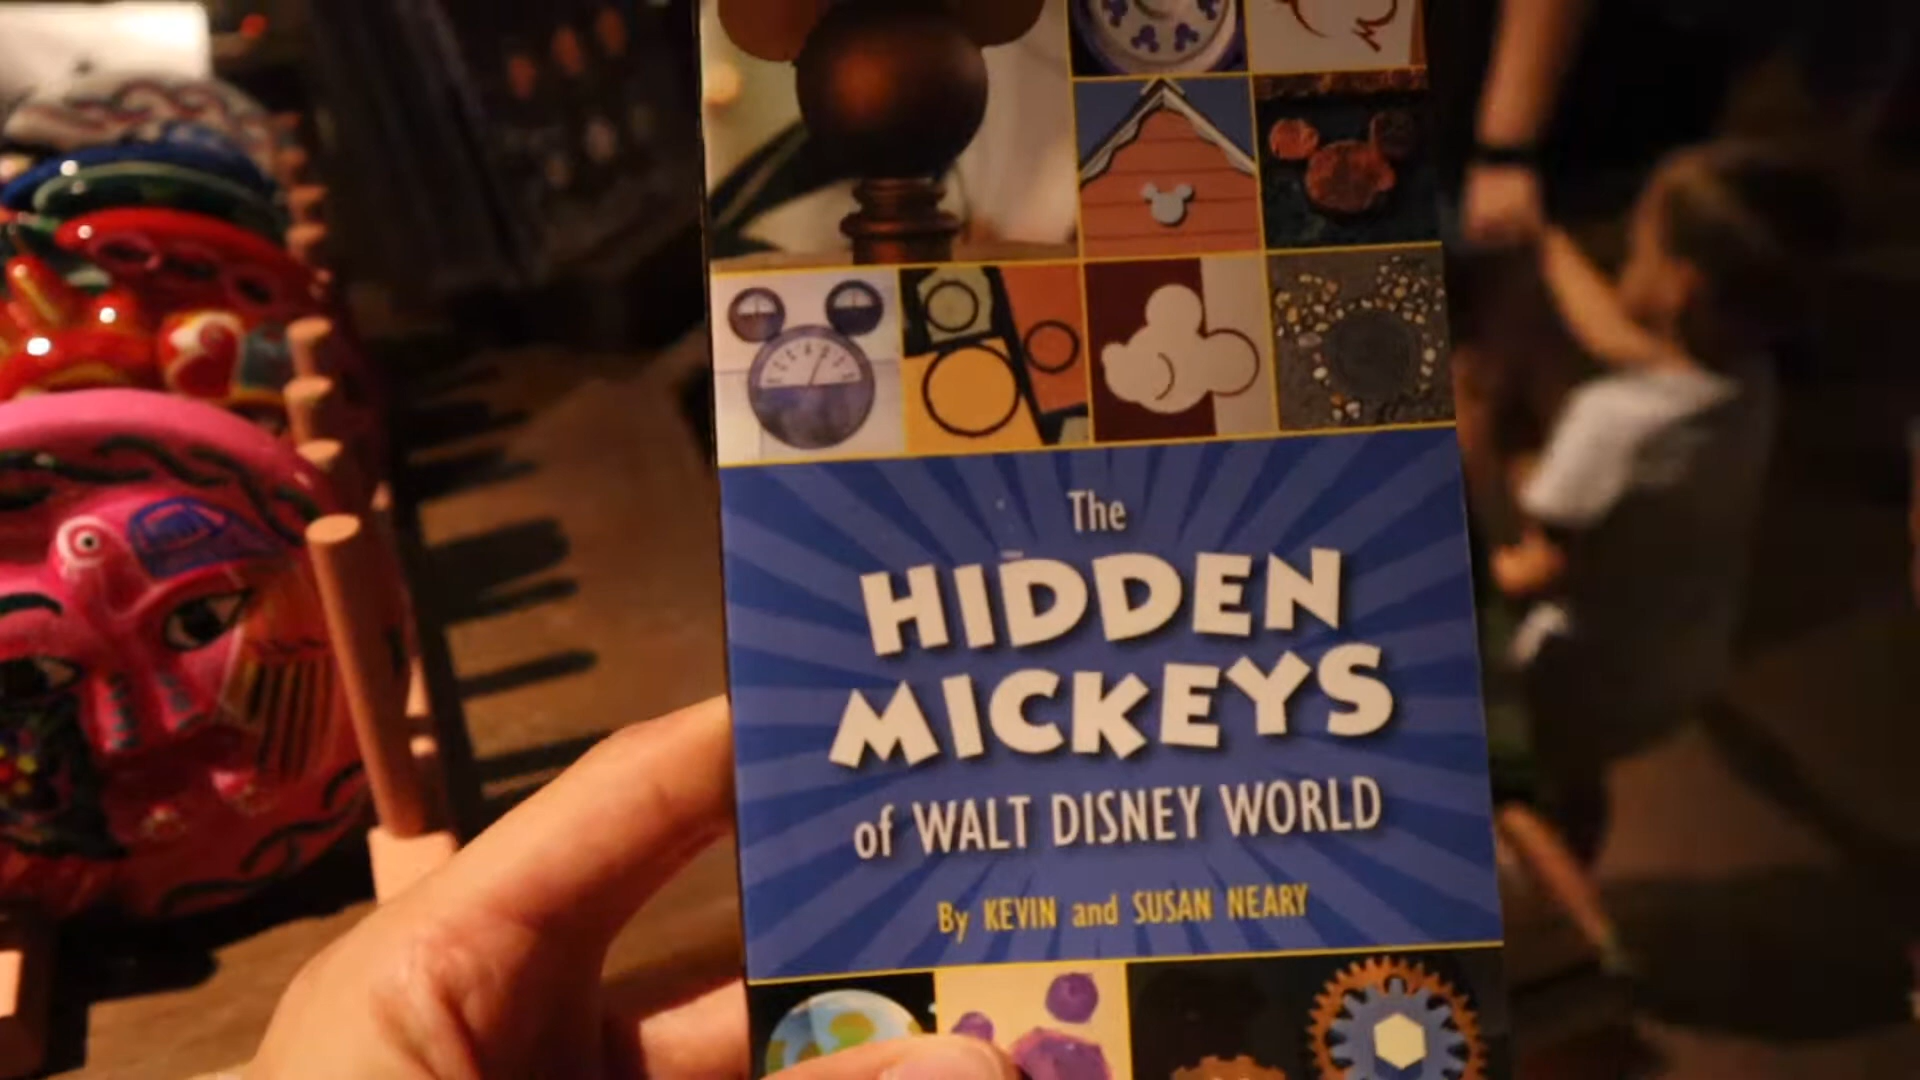 The
HIDDEN
MICKEYS
of WALT DISNEY WORLD
By KEVIN and SUSAN NEARY